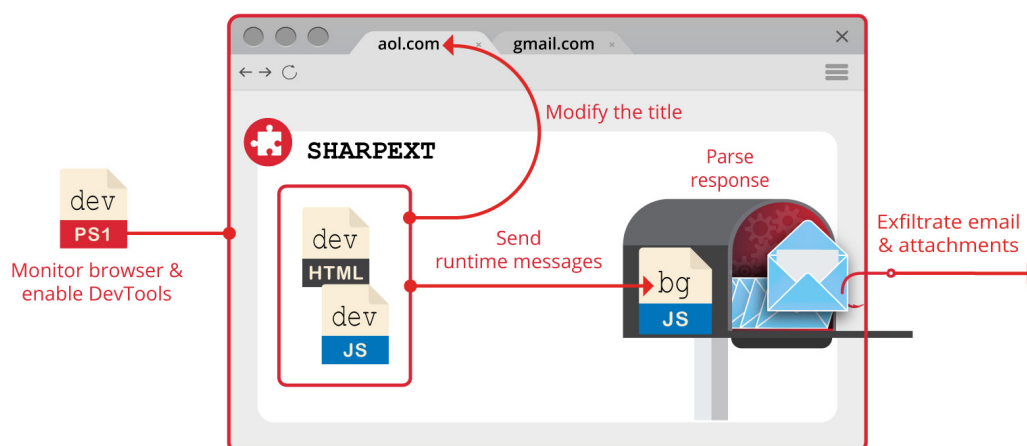 aol.com ×
gmail.com ×
Modify the title
SHARPEXT
Parse
response
dev
PS1
Monitor browser &
enable DevTools
dev
HTML
dev
JS
Send
runtime messages
bg
JS
Exfiltrate email
& attachments